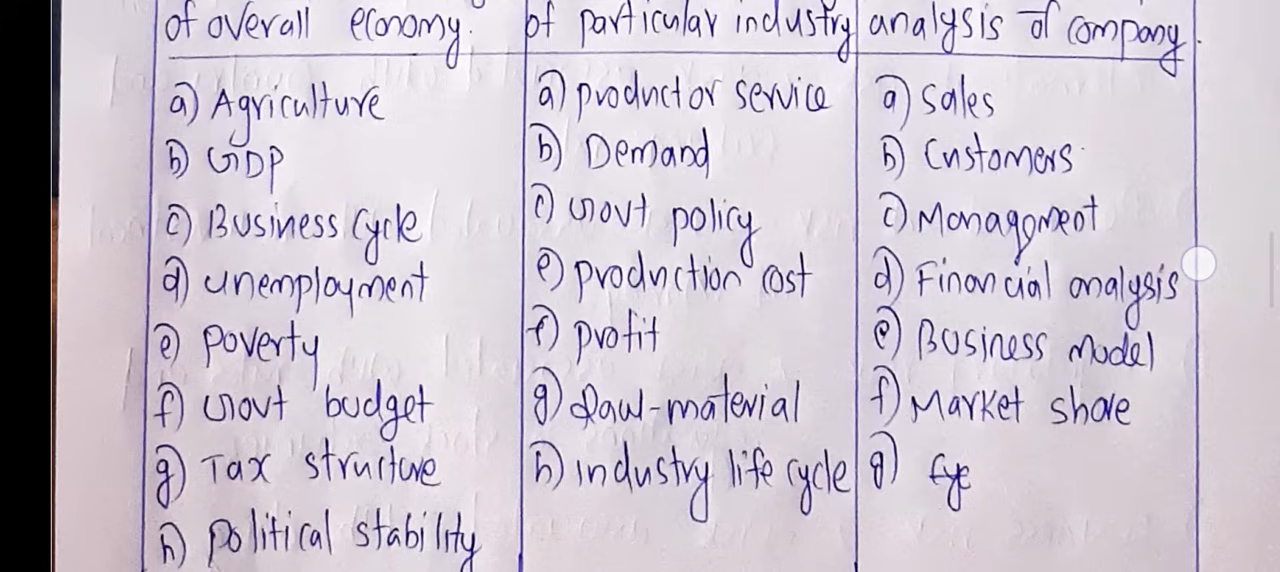 of overall economy.
a) Agriculture
b) GDP
c) Business Cycle
d) unemployment
e) poverty
f) Govt budget
g) Tax structure
h) political stability
of particular industry
a) product or service
b) Demand
c) Govt policy
e) production cost
f) profit
g) Raw-material
h) industry life cycle
analysis of company.
a) Sales
b) Customers
c) Management
d) Financial analysis
e) Business model
f) Market share
g)